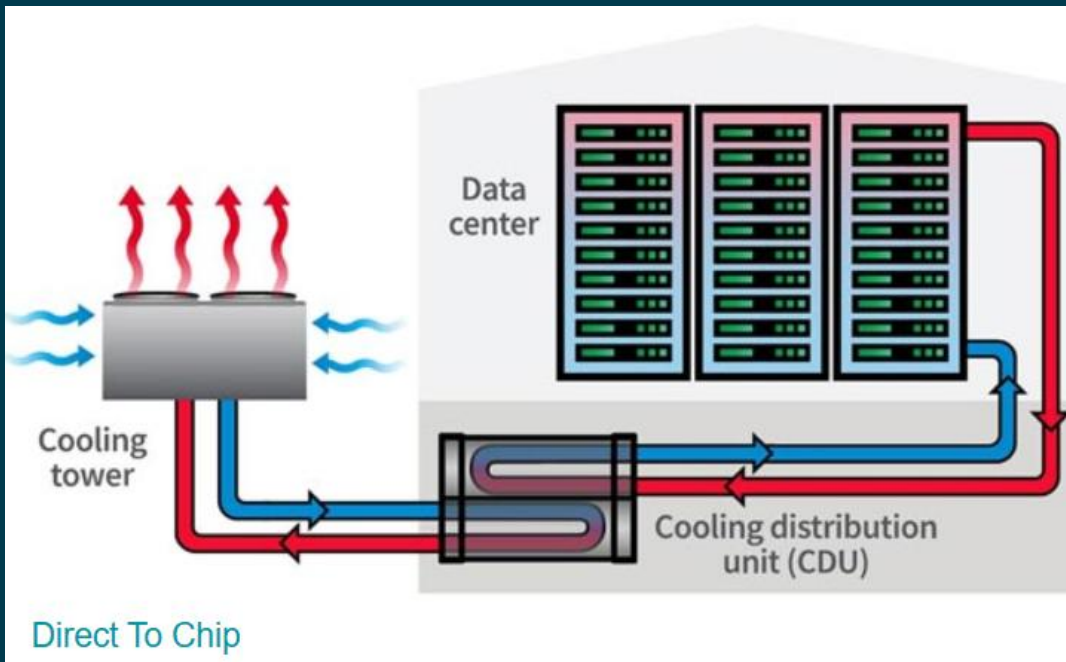 Data
center
Cooling
tower
Cooling distribution
unit (CDU)
Direct To Chip